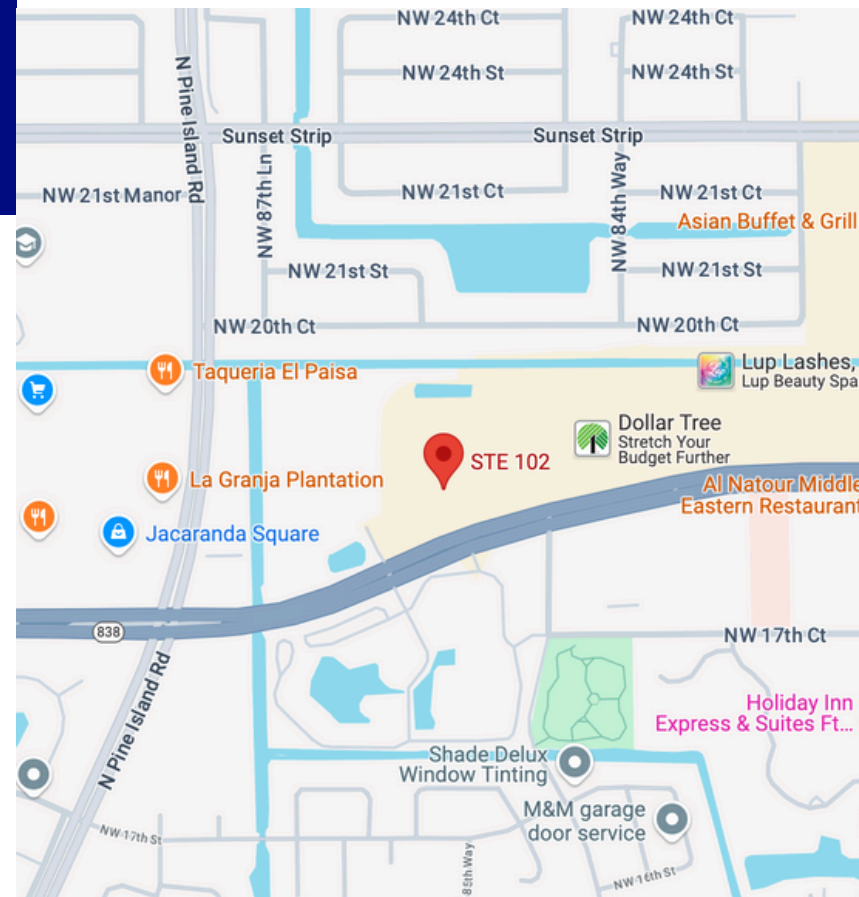 NW 24th Ct
NW 24th Ct
NW 24th St
NW 24th St
N Pine Island Rd
Sunset Strip
Sunset Strip
NW 21st Manor
NW 87th Ln
NW 21st Ct
NW 84th Way
NW 21st Ct
Asian Buffet & Grill
NW 21st St
NW 21st St
NW 20th Ct
NW 20th Ct
Taqueria El Paisa
Lup Lashes,
Lup Beauty Spa
Dollar Tree
Stretch Your
Budget Further
STE 102
La Granja Plantation
Al Natour Middle
Eastern Restaurant
Jacaranda Square
838
NW 17th Ct
N Pine Island Rd
Holiday Inn
Express & Suites Ft...
Shade Delux
Window Tinting
M&M garage
door service
NW 17th St
85th Way
NW 16th St